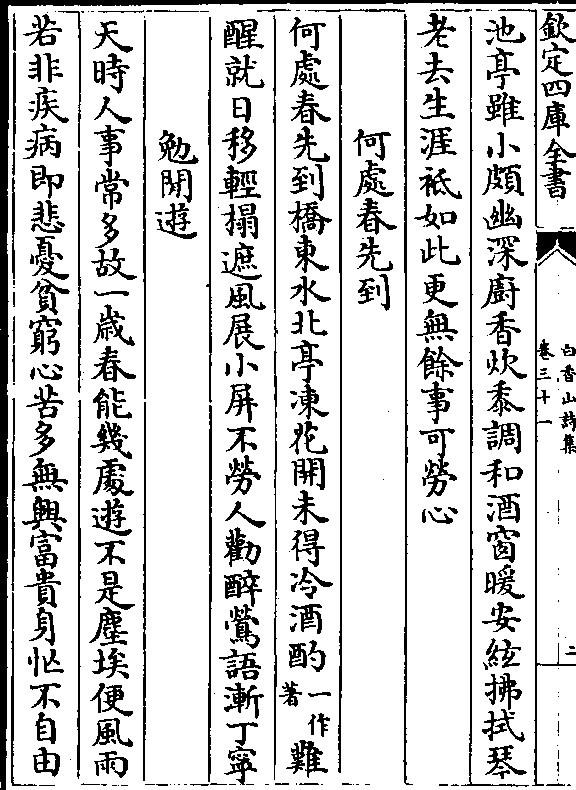 欽定四庫全書
白香山詩集
卷三十一
二
池亭雖小頗幽深廚香炊黍調和酒窗暖安絃拂拭琴
老去生涯祗如此更無餘事可勞心
何處春先到
何處春先到橋東水北亭凍花開未得冷酒酌一作著難
醒就日移輕榻遮風展小屏不勞人勸醉鶯語漸丁寧
勉閒遊
天時人事常多故一歲春能幾處遊不是塵埃便風雨
若非疾病即悲憂貧窮心苦多無興富貴身忙不自由